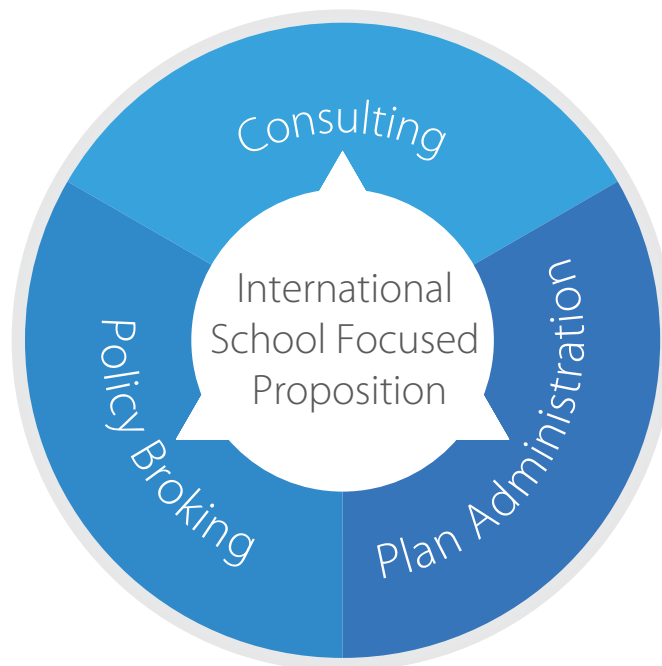 Consulting
International
School Focused
Proposition
Policy Broking
Plan Administration